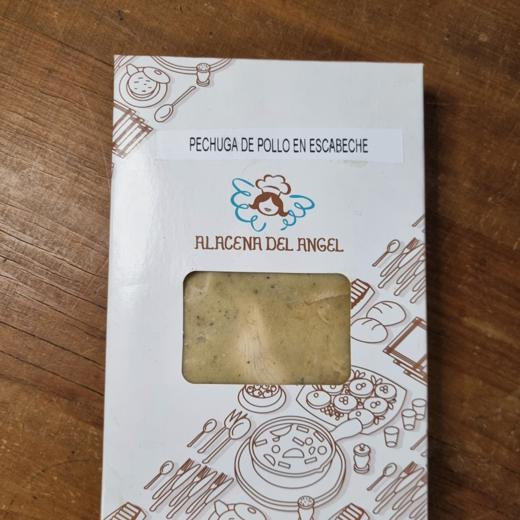 PECHUGA DE POLLO EN ESCABECHE
ALACENA DEL ANGEL